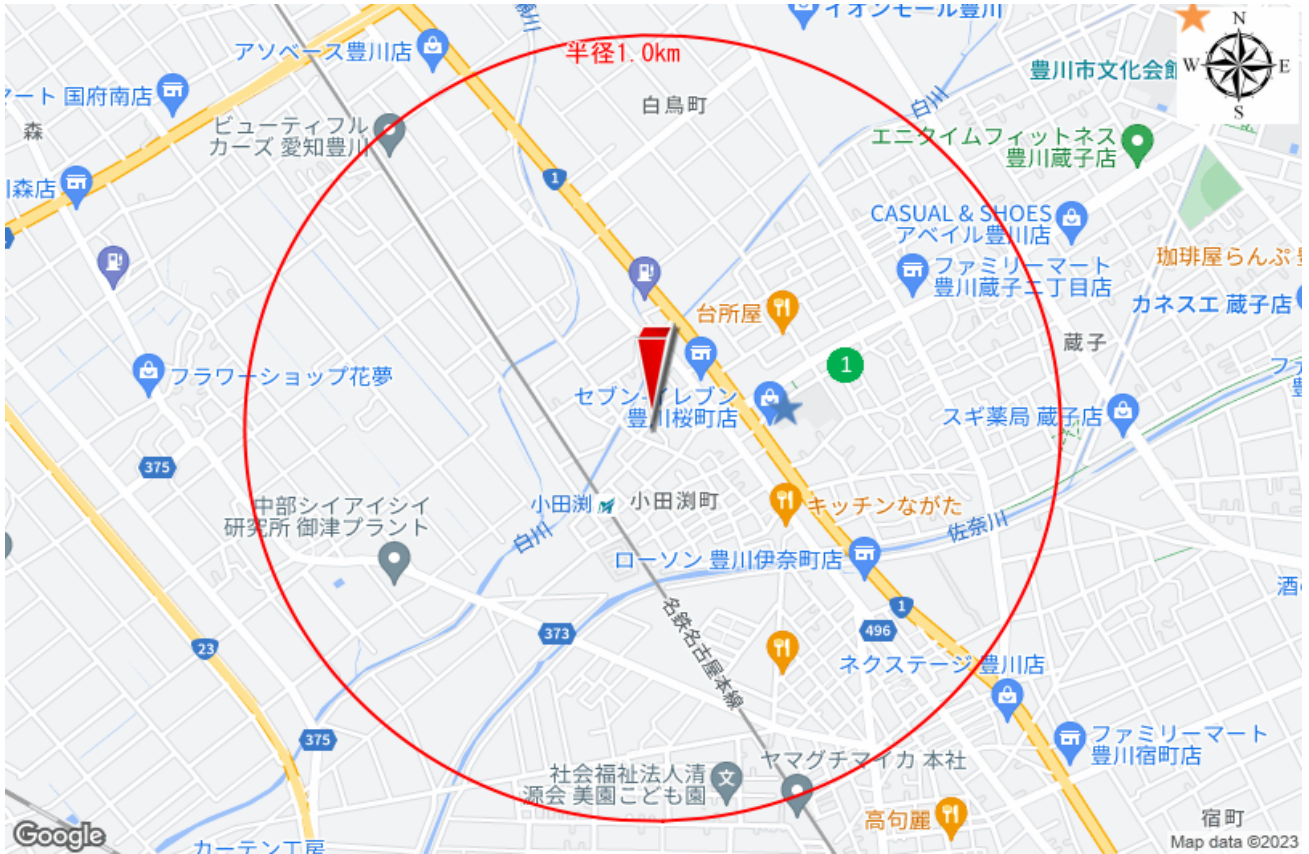 イオンモール豊川
アソベース豊川店
半径1.0km
N
W
E
S
豊川市文化会館
マート 国府南店
白鳥町
白川
森
ビューティフル
カーズ 愛知豊川
エニタイムフィットネス
豊川蔵子店
川森店
1
CASUAL & SHOES
アベイル豊川店
ファミリーマート
豊川蔵子二丁目店
珈琲屋らんぷ
カネスエ 蔵子店
台所屋
蔵子
1
フラワーショップ花夢
セブン-イレブン
豊川桜町店
スギ薬局 蔵子店
375
中部シイアイシイ
研究所 御津プラント
小田渕
小田渕町
キッチンながた
白川
佐奈川
ローソン 豊川伊奈町店
酒
1
名鉄名古屋本線
373
496
23
ネクステージ 豊川店
375
ファミリーマート
豊川宿町店
社会福祉法人清
源会 美園こども園
ヤマグチマイカ 本社
高句麗
宿町
Google
カーテン工房
Map data ©2023